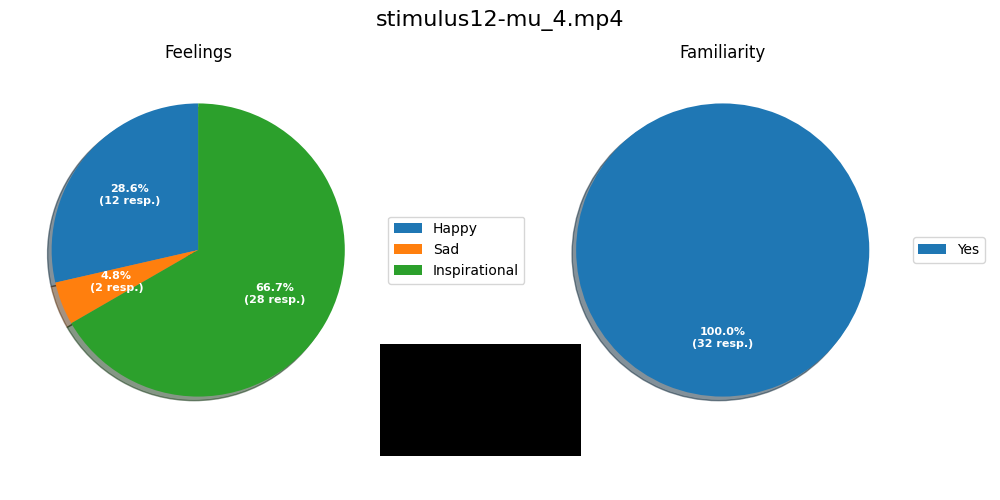 stimulus12-mu_4.mp4
Feelings
28.6%
(12 resp.)
4.8%
(2 resp.)
66.7%
(28 resp.)
Happy
Sad
Inspirational
Familiarity
100.0%
(32 resp.)
Yes